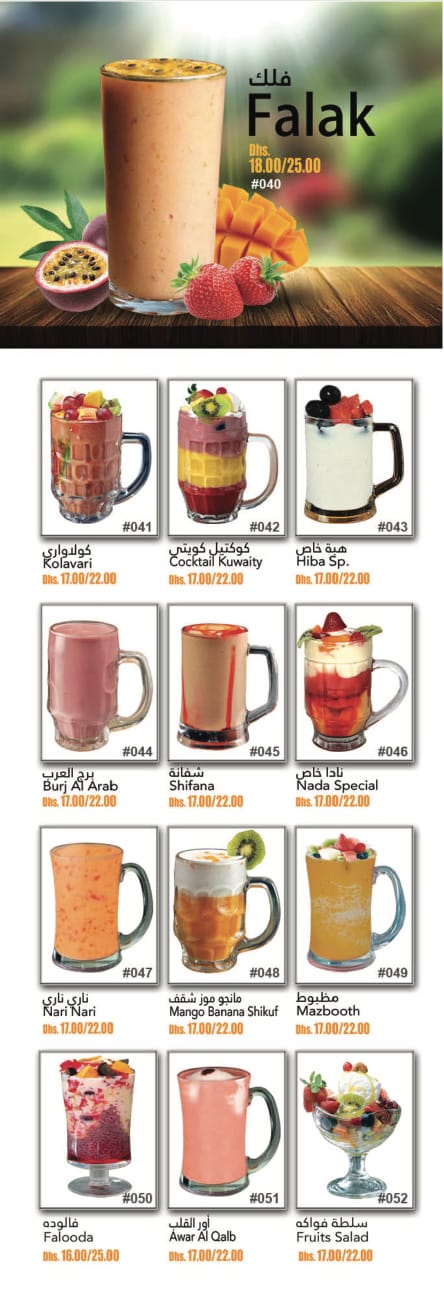 فلك
Falak
Dhs.
18.00/25.00
#040
#041
كولاواري
Kolavari
Dhs. 17.00/22.00
#042
كوكتيل كويتي
Cocktail Kuwaity
Dhs. 17.00/22.00
#043
هبة خاص
Hiba Sp.
Dhs. 17.00/22.00
#044
برج العرب
Burj Al Arab
Dhs. 17.00/22.00
#045
شفانة
Shifana
Dhs. 17.00/22.00
#046
نادا خاص
Nada Special
Dhs. 17.00/22.00
#047
ناري ناري
Nari Nari
Dhs. 17.00/22.00
#048
مانجو موز شقف
Mango Banana Shikuf
Dhs. 17.00/22.00
#049
مظبوط
Mazbooth
Dhs. 17.00/22.00
#050
فالوده
Falooda
Dhs. 16.00/25.00
#051
أور القلب
Awar Al Qalb
Dhs. 17.00/22.00
#052
سلطة فواكه
Fruits Salad
Dhs. 17.00/22.00